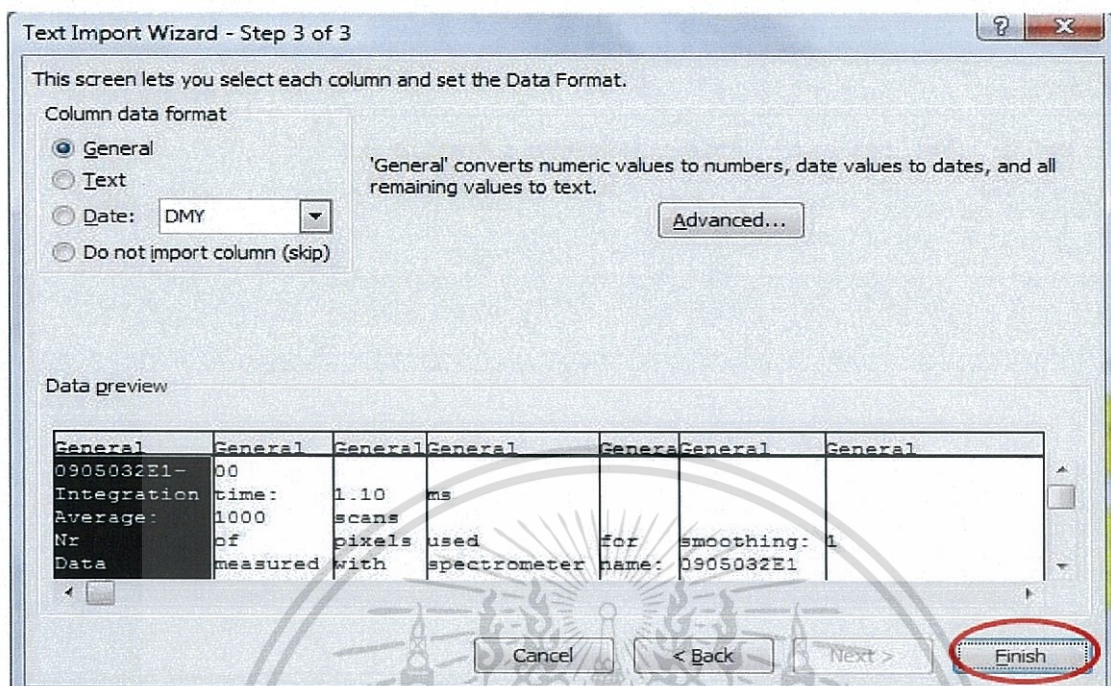 Text Import Wizard - Step 3 of 3
This screen lets you select each column and set the Data Format.
Column data format
General
Text
Date: DMY
Do not import column (skip)
'General' converts numeric values to numbers, date values to dates, and all
remaining values to text.
Advanced...
Data preview
General General General General Genera General General
0905032E1- 00
Integration time: 1.10 ms
Average: 1000 scans
Nr of pixels used for smoothing: 1
Data measured with spectrometer name: 0905032E1
Cancel < Back Next > Finish